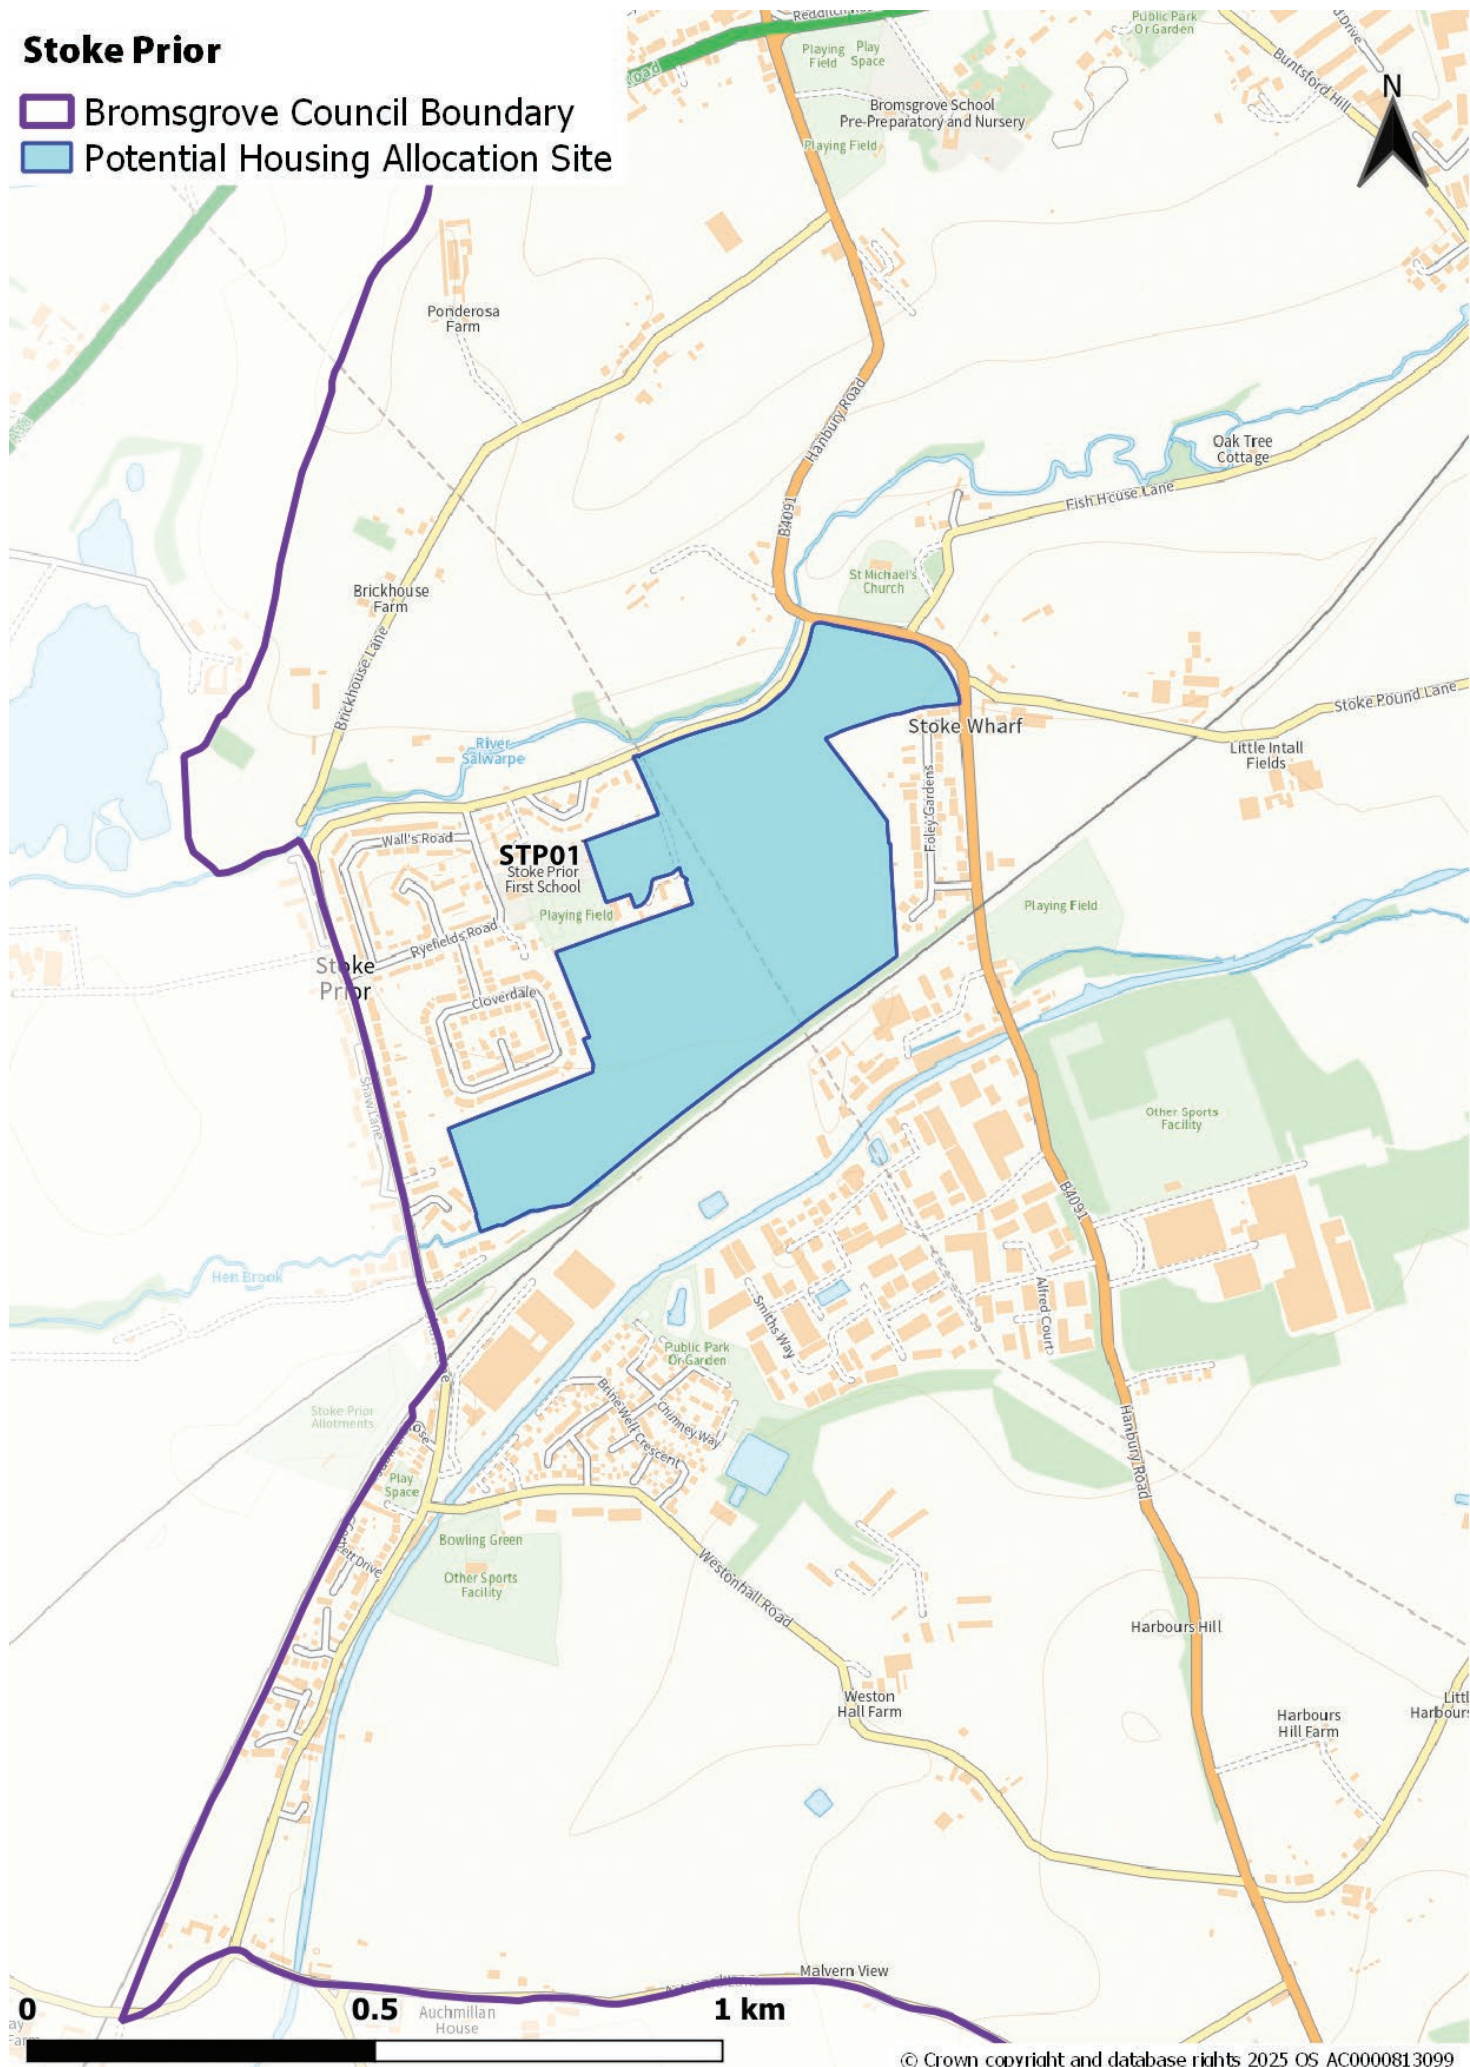 Stoke Prior
Bromsgrove Council Boundary
Potential Housing Allocation Site
N
Public Park
Or Garden
Buntsford Hill
Playing
Field
Play
Space
Bromsgrove School
Pre-Preparatory and Nursery
Playing Field
Ponderosa
Farm
Hanbury Road
Oak Tree
Cottage
B4091
Fish House Lane
St Michael's
Church
Brickhouse
Farm
Brickhouse Lane
Stoke Pound Lane
Stoke Wharf
Little Intall
Fields
River
Salwarpe
Foley Gardens
Wall's Road
STP01
Stoke Prior
First School
Playing Field
Playing Field
Ryefields Road
Stoke
Prior
Cloverdale
Shaw Lane
Other Sports
Facility
B4091
Hen Brook
Alfred Court
Smiths Way
Public Park
Or Garden
Brine Well Crescent
Chimney Way
Stoke Prior
Allotments
Hanbury Road
Play
Space
Bowling Green
Other Sports
Facility
Westonhall Road
Harbours Hill
Weston
Hall Farm
Harbours
Hill Farm
Malvern View
Auchmillan
House
0
0.5
1 km
© Crown copyright and database rights 2025 OS AC0000813099